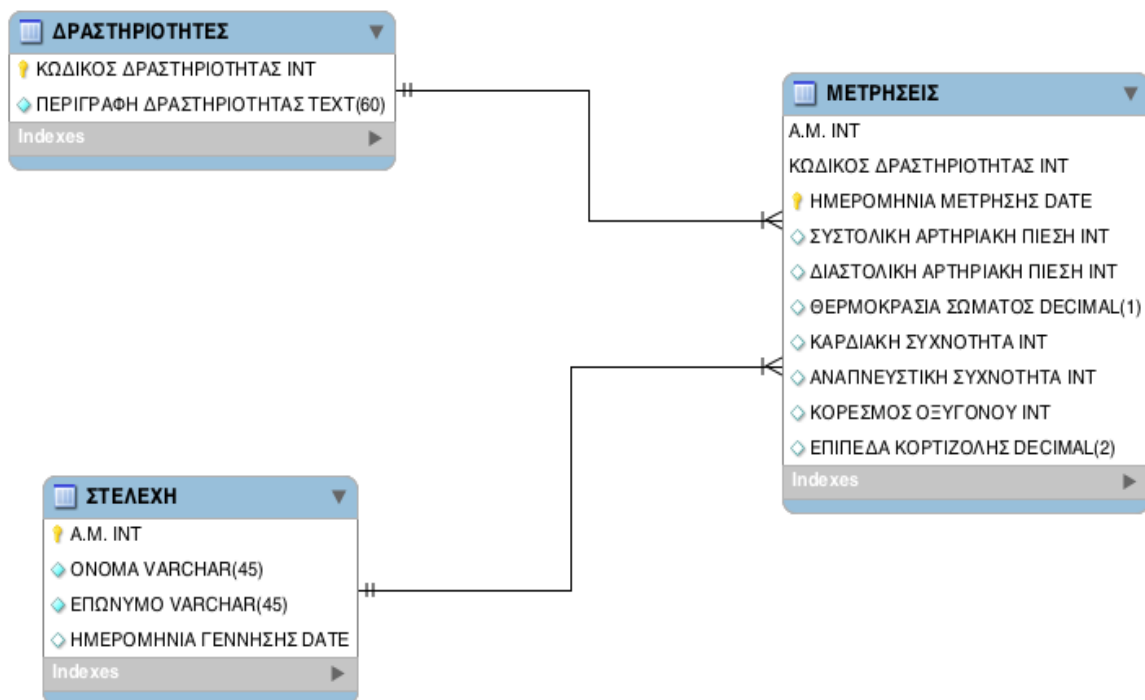 ΔΡΑΣΤΗΡΙΟΤΗΤΕΣ
ΚΩΔΙΚΟΣ ΔΡΑΣΤΗΡΙΟΤΗΤΑΣ INT
ΠΕΡΙΓΡΑΦΗ ΔΡΑΣΤΗΡΙΟΤΗΤΑΣ TEXT(60)
Indexes
ΜΕΤΡΗΣΕΙΣ
Α.Μ. INT
ΚΩΔΙΚΟΣ ΔΡΑΣΤΗΡΙΟΤΗΤΑΣ INT
ΗΜΕΡΟΜΗΝΙΑ ΜΕΤΡΗΣΗΣ DATE
ΣΥΣΤΟΛΙΚΗ ΑΡΤΗΡΙΑΚΗ ΠΙΕΣΗ INT
ΔΙΑΣΤΟΛΙΚΗ ΑΡΤΗΡΙΑΚΗ ΠΙΕΣΗ INT
ΘΕΡΜΟΚΡΑΣΙΑ ΣΩΜΑΤΟΣ DECIMAL(1)
ΚΑΡΔΙΑΚΗ ΣΥΧΝΟΤΗΤΑ INT
ΑΝΑΠΝΕΥΣΤΙΚΗ ΣΥΧΝΟΤΗΤΑ INT
ΚΟΡΕΣΜΟΣ ΟΞΥΓΟΝΟΥ INT
ΕΠΙΠΕΔΑ ΚΟΡΤΙΖΟΛΗΣ DECIMAL(2)
Indexes
ΣΤΕΛΕΧΗ
Α.Μ. INT
ΟΝΟΜΑ VARCHAR(45)
ΕΠΩΝΥΜΟ VARCHAR(45)
ΗΜΕΡΟΜΗΝΙΑ ΓΕΝΝΗΣΗΣ DATE
Indexes